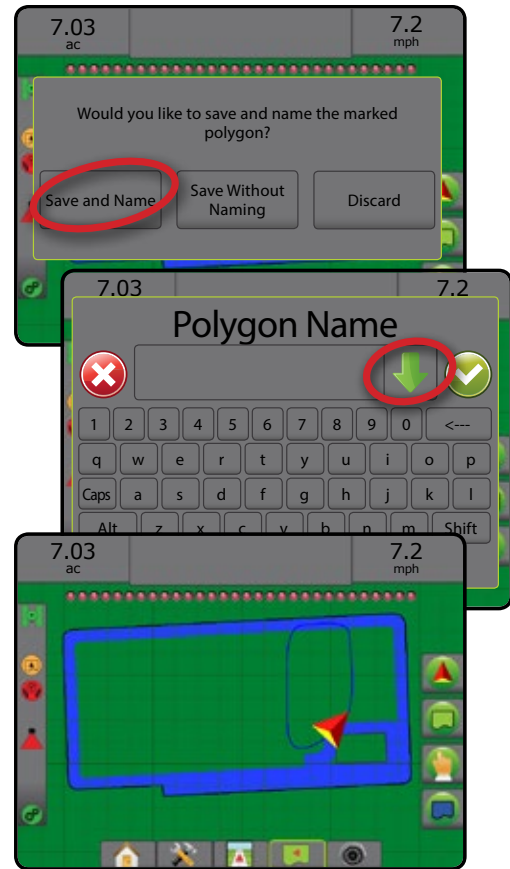 7.03 7.2
ac mph
Would you like to save and name the marked
polygon?
Save and Name
Save Without
Naming
Discard
7.03 7.2
Polygon Name
1 2 3 4 5 6 7 8 9 0 <---
q w e r t y u i o p
Caps a s d f g h j k l
Alt z x c v b n m Shift
7.03 7.2
ac mph